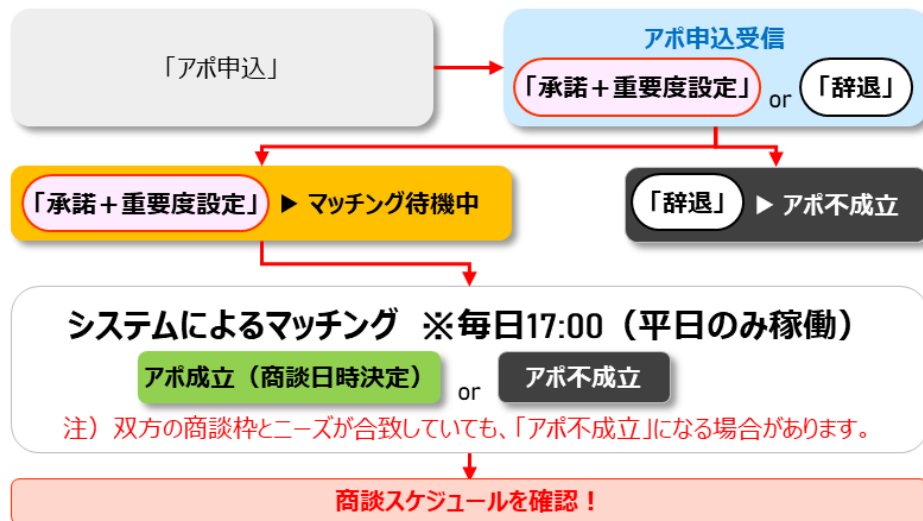 「アポ申込」
アポ申込受信
「承諾＋重要度設定」 or 「辞退」
「承諾＋重要度設定」 ▶ マッチング待機中
「辞退」 ▶ アポ不成立
システムによるマッチング ※毎日17:00（平日のみ稼働）
アポ成立（商談日時決定） or アポ不成立
注）双方の商談枠とニーズが合致していても、「アポ不成立」になる場合があります。
商談スケジュールを確認！